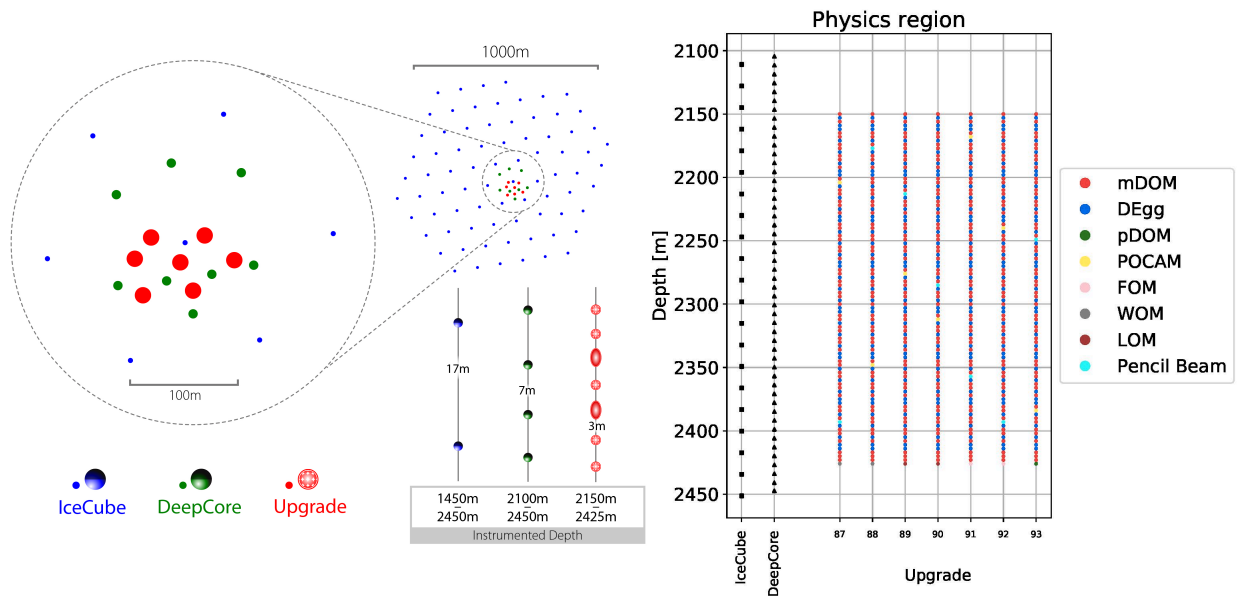 1000m
100m
IceCube
DeepCore
Upgrade
17m
7m
3m
1450m 2100m 2150m
– – –
2450m 2450m 2425m
Instrumented Depth
Physics region
Depth [m]
2100
2150
2200
2250
2300
2350
2400
2450
IceCube
DeepCore
87 88 89 90 91 92 93
Upgrade
mDOM
DEgg
pDOM
POCAM
FOM
WOM
LOM
Pencil Beam